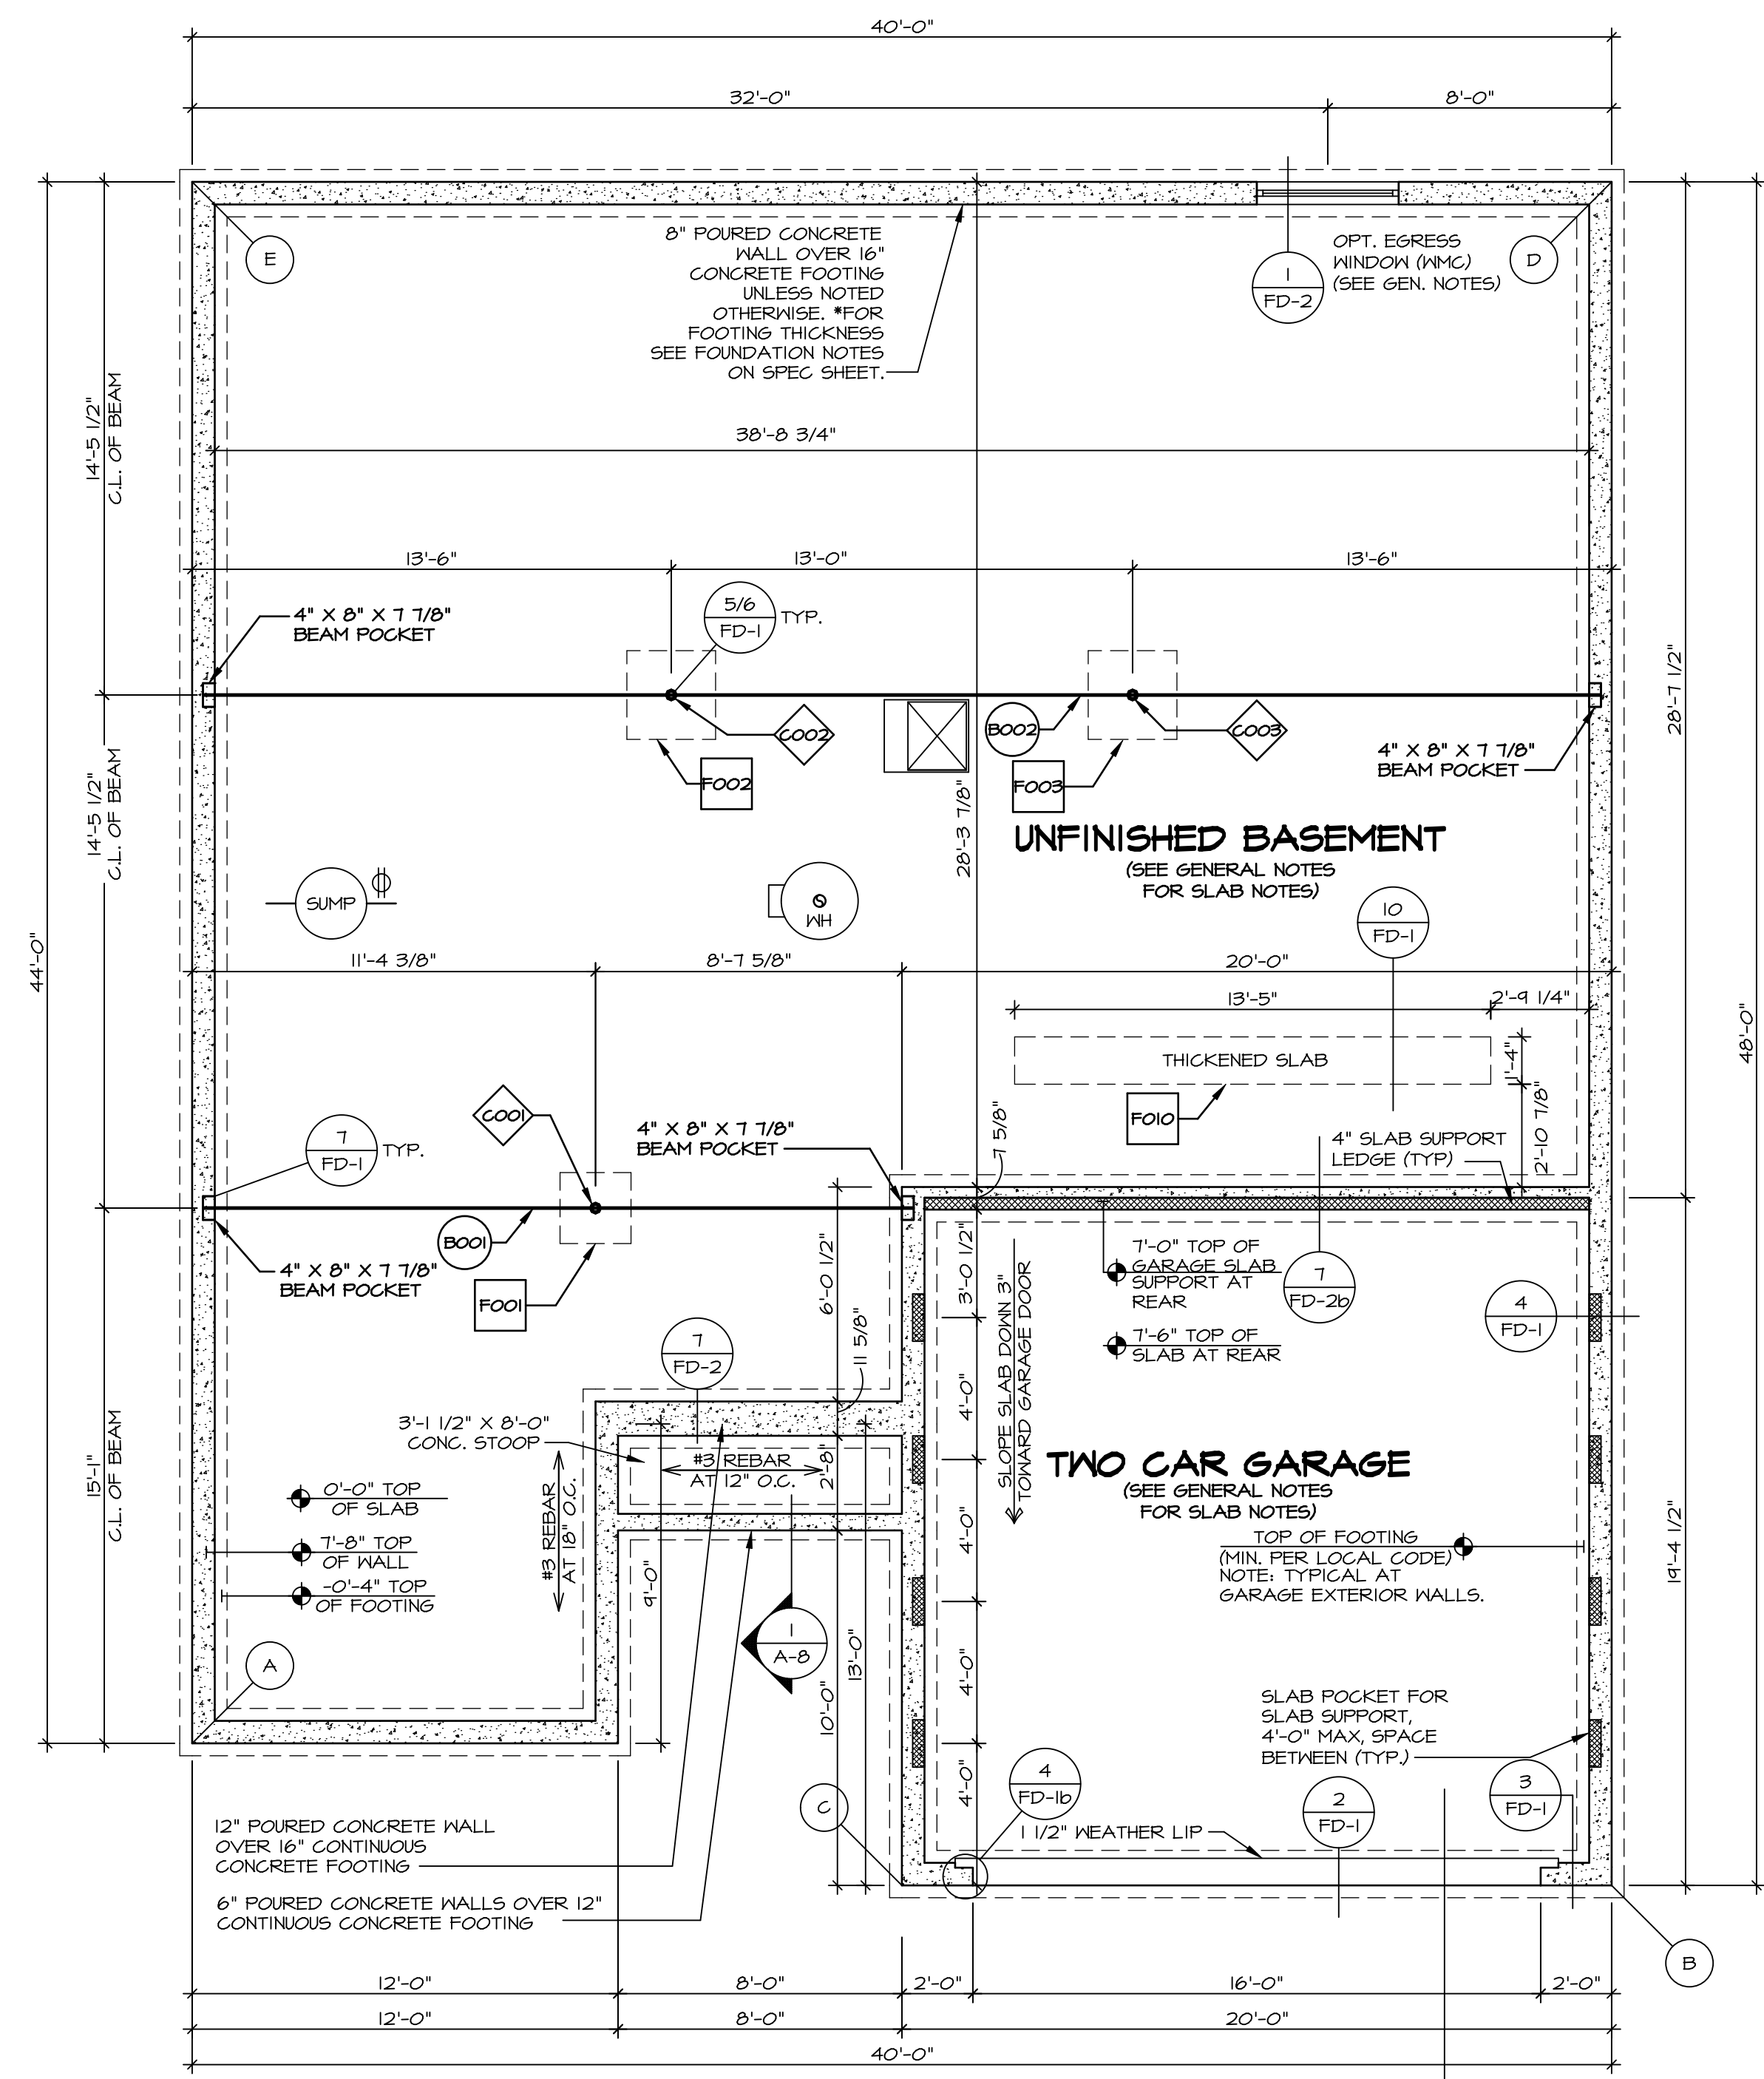 40'-0"
32'-0"
8'-0"
E
8" POURED CONCRETE
WALL OVER 16"
CONCRETE FOOTING
UNLESS NOTED
OTHERWISE. *FOR
FOOTING THICKNESS
SEE FOUNDATION NOTES
ON SPEC SHEET.
1
FD-2
OPT. EGRESS
WINDOW (WMC)
(SEE GEN. NOTES)
D
14'-5 1/2"
C.L. OF BEAM
38'-8 3/4"
13'-6"
13'-0"
13'-6"
4" X 8" X 7 7/8"
BEAM POCKET
5/6
FD-1
TYP.
28'-7 1/2"
C002
B002
C003
F002
F003
4" X 8" X 7 7/8"
BEAM POCKET
14'-5 1/2"
C.L. OF BEAM
28'-3 7/8"
UNFINISHED BASEMENT
(SEE GENERAL NOTES
FOR SLAB NOTES)
SUMP
WH
10
FD-1
44'-0"
11'-4 3/8"
8'-7 5/8"
20'-0"
13'-5"
2'-9 1/4"
48'-0"
THICKENED SLAB
1'-4"
C001
F010
7 5/8"
2'-10 7/8"
7
FD-1
TYP.
4" X 8" X 7 7/8"
BEAM POCKET
4" SLAB SUPPORT
LEDGE (TYP)
B001
4" X 8" X 7 7/8"
BEAM POCKET
F001
6'-0 1/2"
3'-0 1/2"
SLOPE SLAB DOWN 3"
TOWARD GARAGE DOOR
7'-0" TOP OF
GARAGE SLAB
SUPPORT AT
REAR
7
FD-2b
4
FD-1
7'-6" TOP OF
SLAB AT REAR
7
FD-2
11 5/8"
4'-0"
3'-1 1/2" X 8'-0"
CONC. STOOP
#3 REBAR
AT 12" O.C.
2'-8"
TWO CAR GARAGE
(SEE GENERAL NOTES
FOR SLAB NOTES)
15'-1"
C.L. OF BEAM
0'-0" TOP
OF SLAB
7'-8" TOP
OF WALL
-0'-4" TOP
OF FOOTING
#3 REBAR
AT 18" O.C.
9'-0"
4'-0"
TOP OF FOOTING
(MIN. PER LOCAL CODE)
NOTE: TYPICAL AT
GARAGE EXTERIOR WALLS.
19'-4 1/2"
1
A-8
A
13'-0"
10'-0"
4'-0"
SLAB POCKET FOR
SLAB SUPPORT,
4'-0" MAX, SPACE
BETWEEN (TYP.)
4'-0"
C
4
FD-1b
2
FD-1
3
FD-1
1 1/2" WEATHER LIP
12" POURED CONCRETE WALL
OVER 16" CONTINUOUS
CONCRETE FOOTING
6" POURED CONCRETE WALLS OVER 12"
CONTINUOUS CONCRETE FOOTING
B
12'-0"
8'-0"
2'-0"
16'-0"
2'-0"
12'-0"
8'-0"
20'-0"
40'-0"